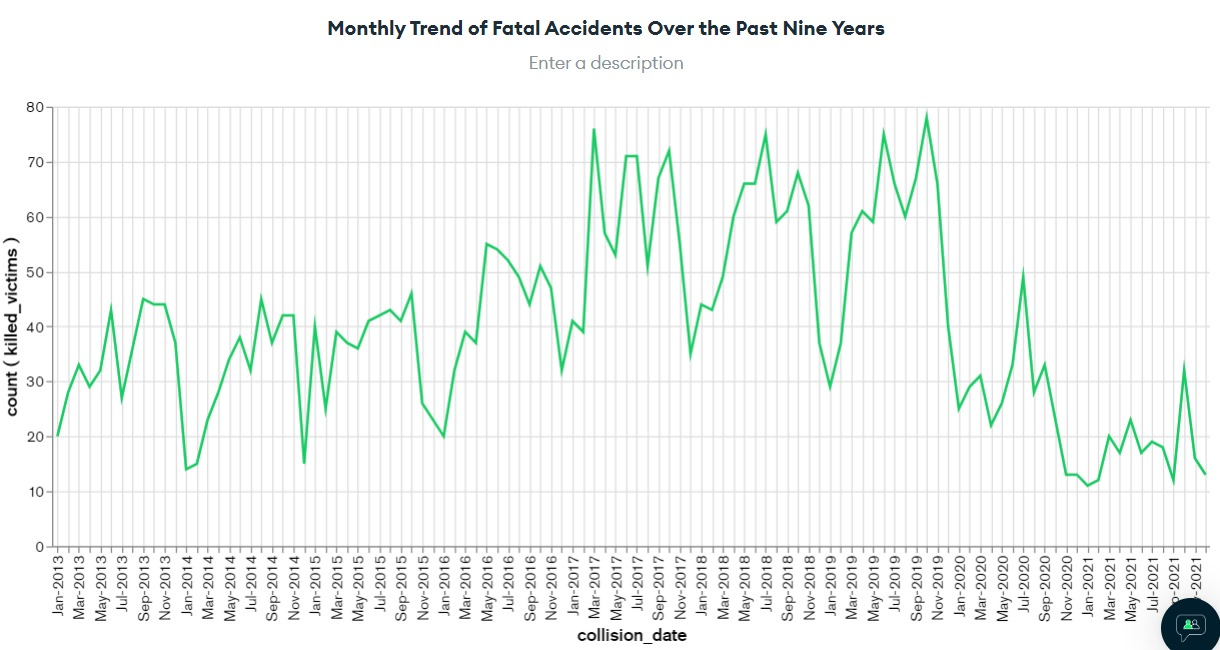 Monthly Trend of Fatal Accidents Over the Past Nine Years
Enter a description
count ( killed_victims )
80
70
60
50
40
30
20
10
0
Jan-2013
Mar-2013
May-2013
Jul-2013
Sep-2013
Nov-2013
Jan-2014
Mar-2014
May-2014
Jul-2014
Sep-2014
Nov-2014
Jan-2015
Mar-2015
May-2015
Jul-2015
Sep-2015
Nov-2015
Jan-2016
Mar-2016
May-2016
Jul-2016
Sep-2016
Nov-2016
Jan-2017
Mar-2017
May-2017
Jul-2017
Sep-2017
Nov-2017
Jan-2018
Mar-2018
May-2018
Jul-2018
Sep-2018
Nov-2018
Jan-2019
Mar-2019
May-2019
Jul-2019
Sep-2019
Nov-2019
Jan-2020
Mar-2020
May-2020
Jul-2020
Sep-2020
Nov-2020
Jan-2021
Mar-2021
May-2021
Jul-2021
collision_date